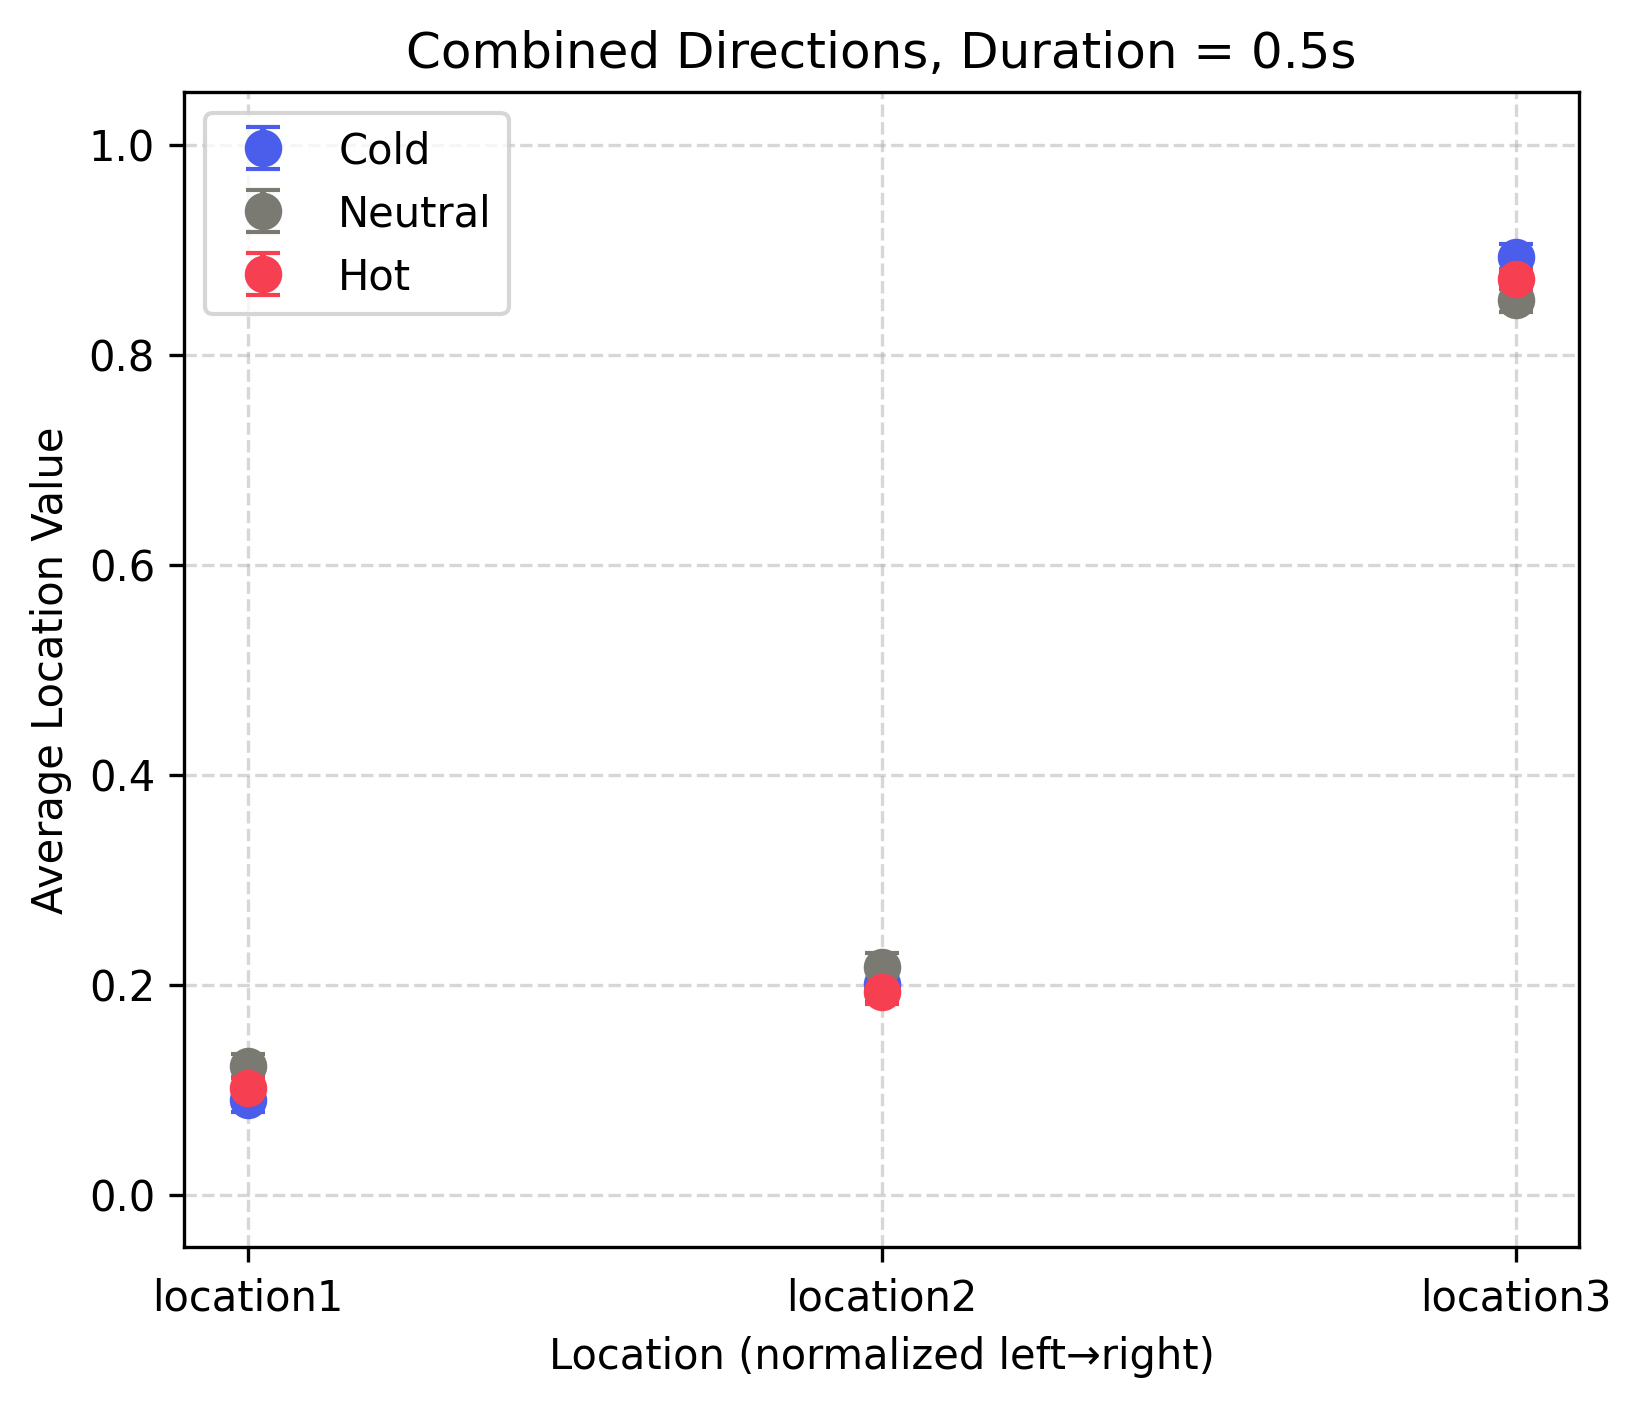 Combined Directions, Duration = 0.5s
Cold
Neutral
Hot
1.0
0.8
0.6
0.4
0.2
0.0
Average Location Value
location1
location2
location3
Location (normalized left→right)